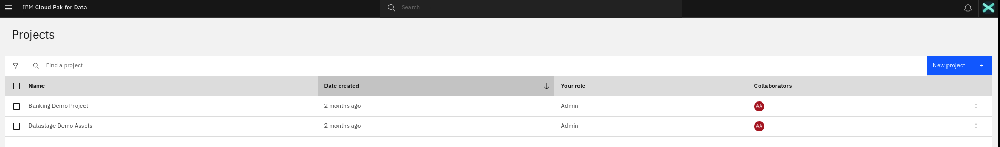 IBM Cloud Pak for Data Search
Projects
Find a project New project +
Name Date created Your role Collaborators
Banking Demo Project 2 months ago Admin AA
Datastage Demo Assets 2 months ago Admin AA